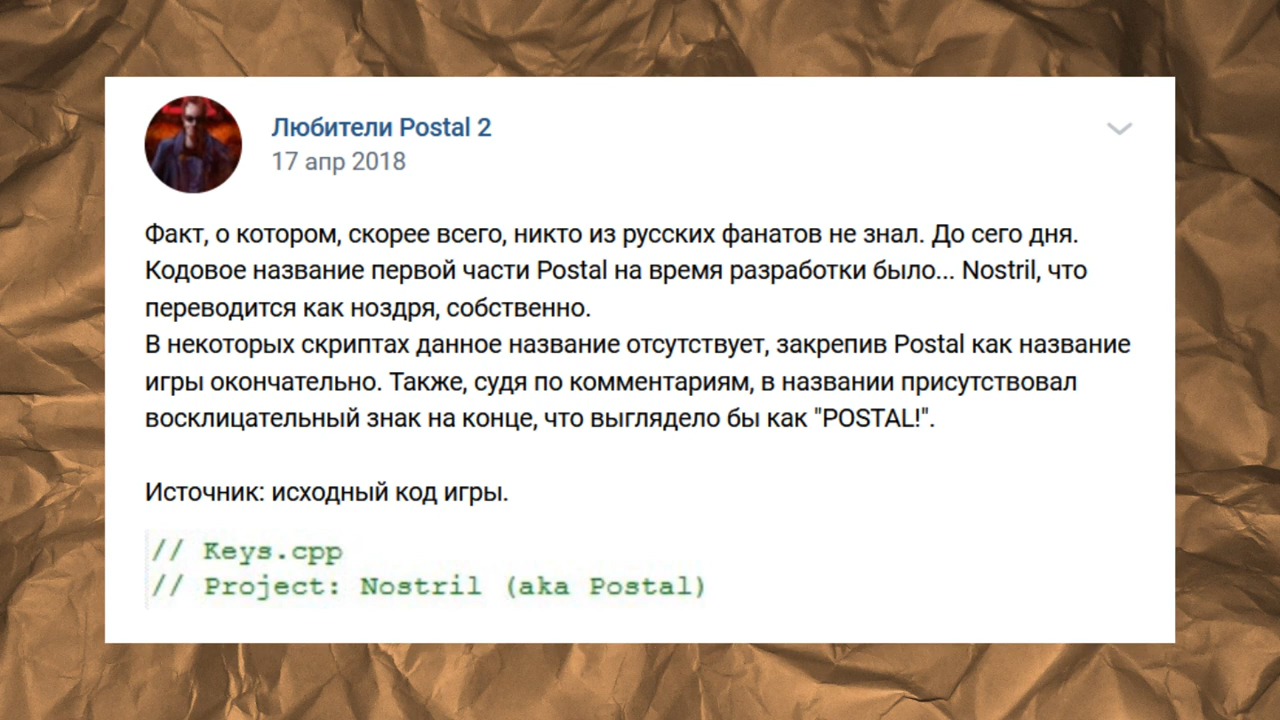 Любители Postal 2
17 апр 2018
Факт, о котором, скорее всего, никто из русских фанатов не знал. До сего дня.
Кодовое название первой части Postal на время разработки было... Nostril, что
переводится как ноздря, собственно.
В некоторых скриптах данное название отсутствует, закрепив Postal как название
игры окончательно. Также, судя по комментариям, в названии присутствовал
восклицательный знак на конце, что выглядело бы как "POSTAL!".
Источник: исходный код игры.
// Keys.cpp
// Project: Nostril (aka Postal)